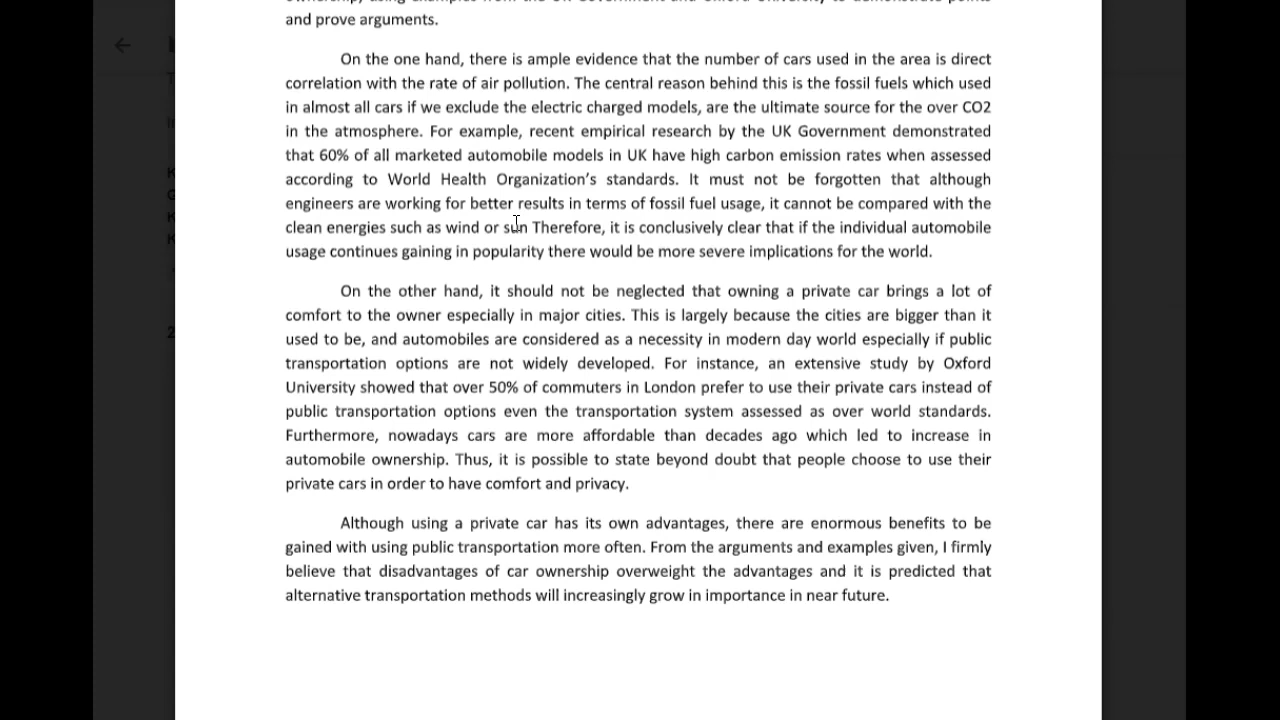 and prove arguments.
On the one hand, there is ample evidence that the number of cars used in the area is direct
correlation with the rate of air pollution. The central reason behind this is the fossil fuels which used
in almost all cars if we exclude the electric charged models, are the ultimate source for the over CO2
in the atmosphere. For example, recent empirical research by the UK Government demonstrated
that 60% of all marketed automobile models in UK have high carbon emission rates when assessed
according to World Health Organization's standards. It must not be forgotten that although
engineers are working for better results in terms of fossil fuel usage, it cannot be compared with the
clean energies such as wind or sun Therefore, it is conclusively clear that if the individual automobile
usage continues gaining in popularity there would be more severe implications for the world.
On the other hand, it should not be neglected that owning a private car brings a lot of
comfort to the owner especially in major cities. This is largely because the cities are bigger than it
used to be, and automobiles are considered as a necessity in modern day world especially if public
transportation options are not widely developed. For instance, an extensive study by Oxford
University showed that over 50% of commuters in London prefer to use their private cars instead of
public transportation options even the transportation system assessed as over world standards.
Furthermore, nowadays cars are more affordable than decades ago which led to increase in
automobile ownership. Thus, it is possible to state beyond doubt that people choose to use their
private cars in order to have comfort and privacy.
Although using a private car has its own advantages, there are enormous benefits to be
gained with using public transportation more often. From the arguments and examples given, I firmly
believe that disadvantages of car ownership overweight the advantages and it is predicted that
alternative transportation methods will increasingly grow in importance in near future.